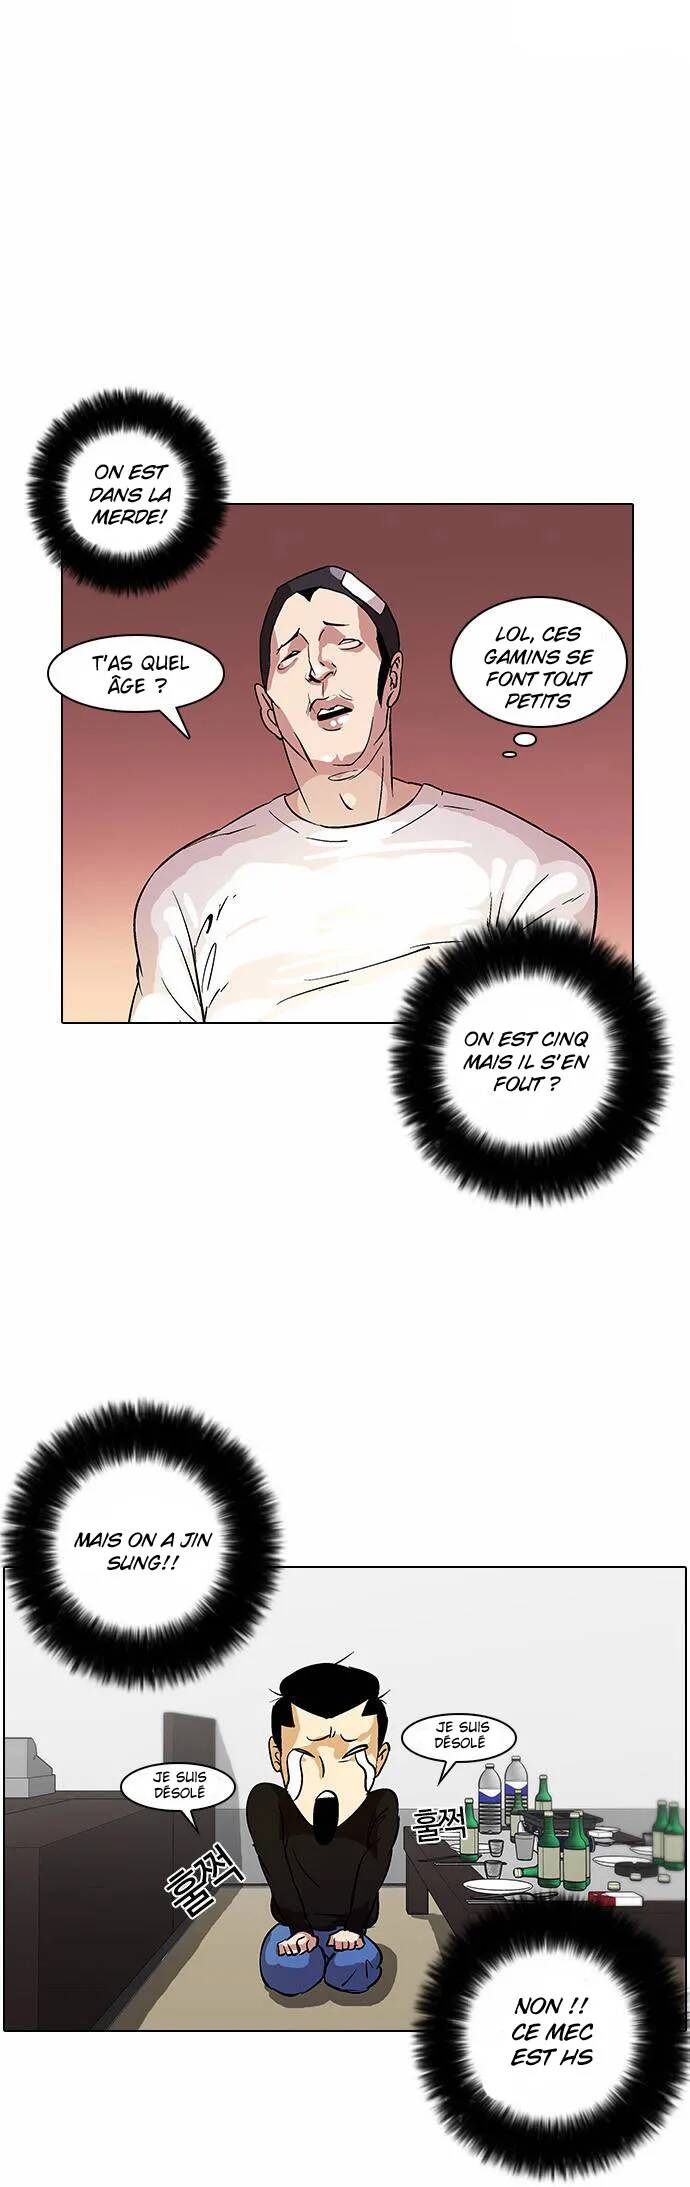 ON EST
DANS LA
MERDE!
T'AS QUEL
ÂGE ?
LOL, CES
GAMINS SE
FONT TOUT
PETITS
ON EST CINQ
MAIS IL S'EN
FOUT ?
MAIS ON A JIN
SUNG!!
JE SUIS
DÉSOLÉ
JE SUIS
DÉSOLÉ
훌쩍
훌쩍
NON !!
CE MEC
EST HS